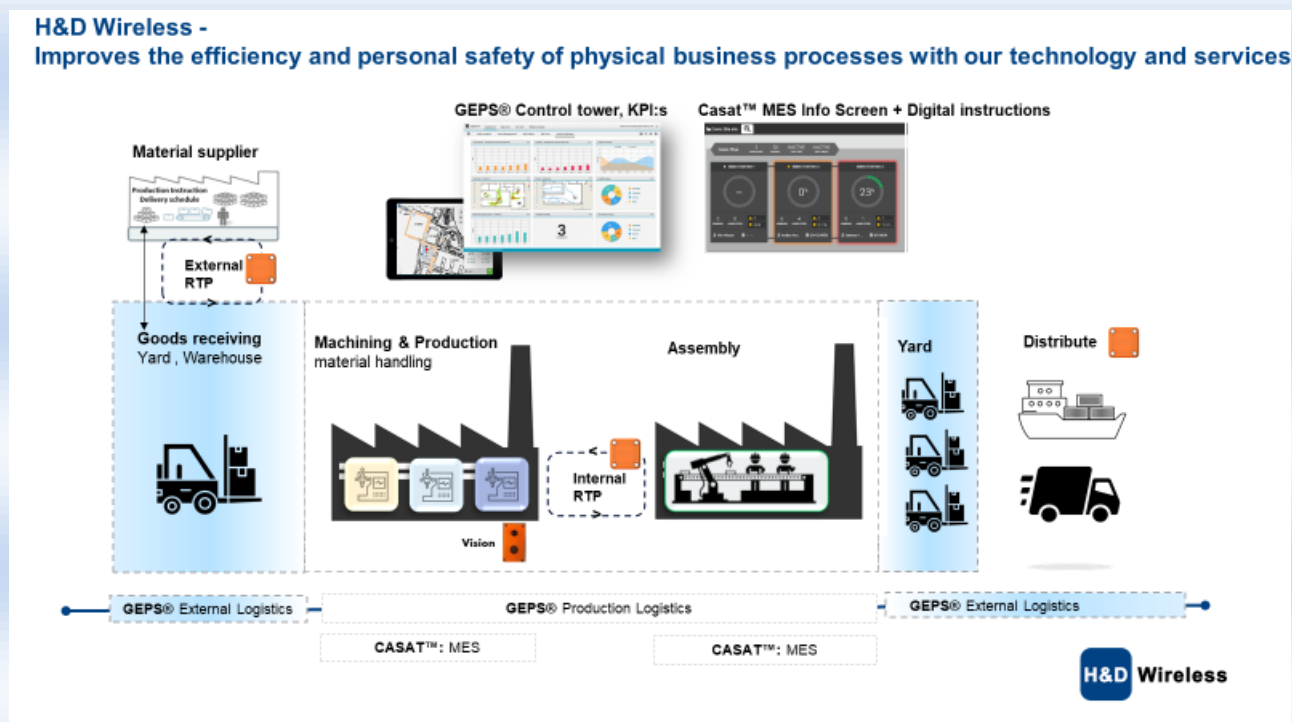 H&D Wireless -
Improves the efficiency and personal safety of physical business processes with our technology and services
GEPS® Control tower, KPI:s
Casat™ MES Info Screen + Digital instructions
Material supplier
Production Instruction
Delivery schedule
3
0%
23%
External
RTP
Goods receiving
Yard , Warehouse
Machining & Production
material handling
Assembly
Yard
Distribute
Internal
RTP
Vision
GEPS® External Logistics
GEPS® Production Logistics
GEPS® External Logistics
CASAT™: MES
CASAT™: MES
H&D Wireless